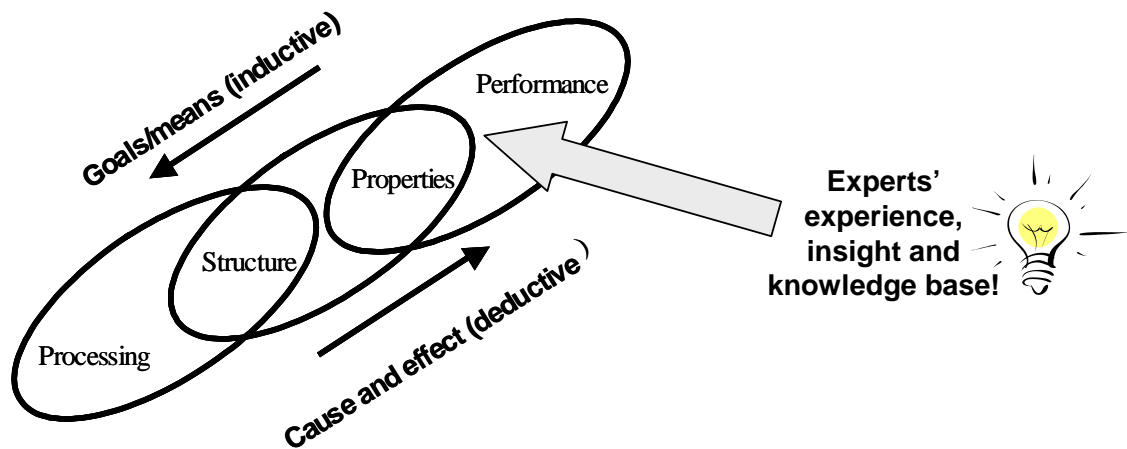 Goals/means (inductive)
Performance
Properties
Structure
Processing
Cause and effect (deductive)
Experts’
experience,
insight and
knowledge base!